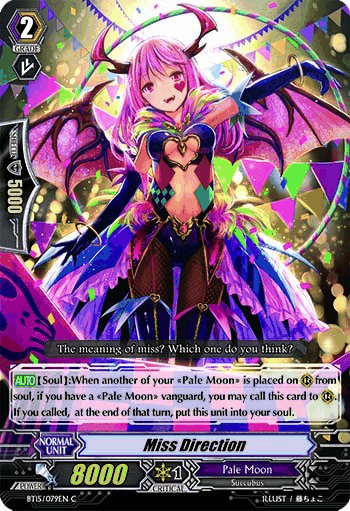 2
GRADE
SHIELD
5000
The meaning of miss? Which one do you think?
AUTO [Soul]:When another of your «Pale Moon» is placed on R from
soul, if you have a «Pale Moon» vanguard, you may call this card to R.
If you called, at the end of that turn, put this unit into your soul.
NORMAL UNIT
Miss Direction
POWER 8000
1 CRITICAL
Pale Moon
Succubus
BT15/079EN C
ILLUST / 藤ちょこ